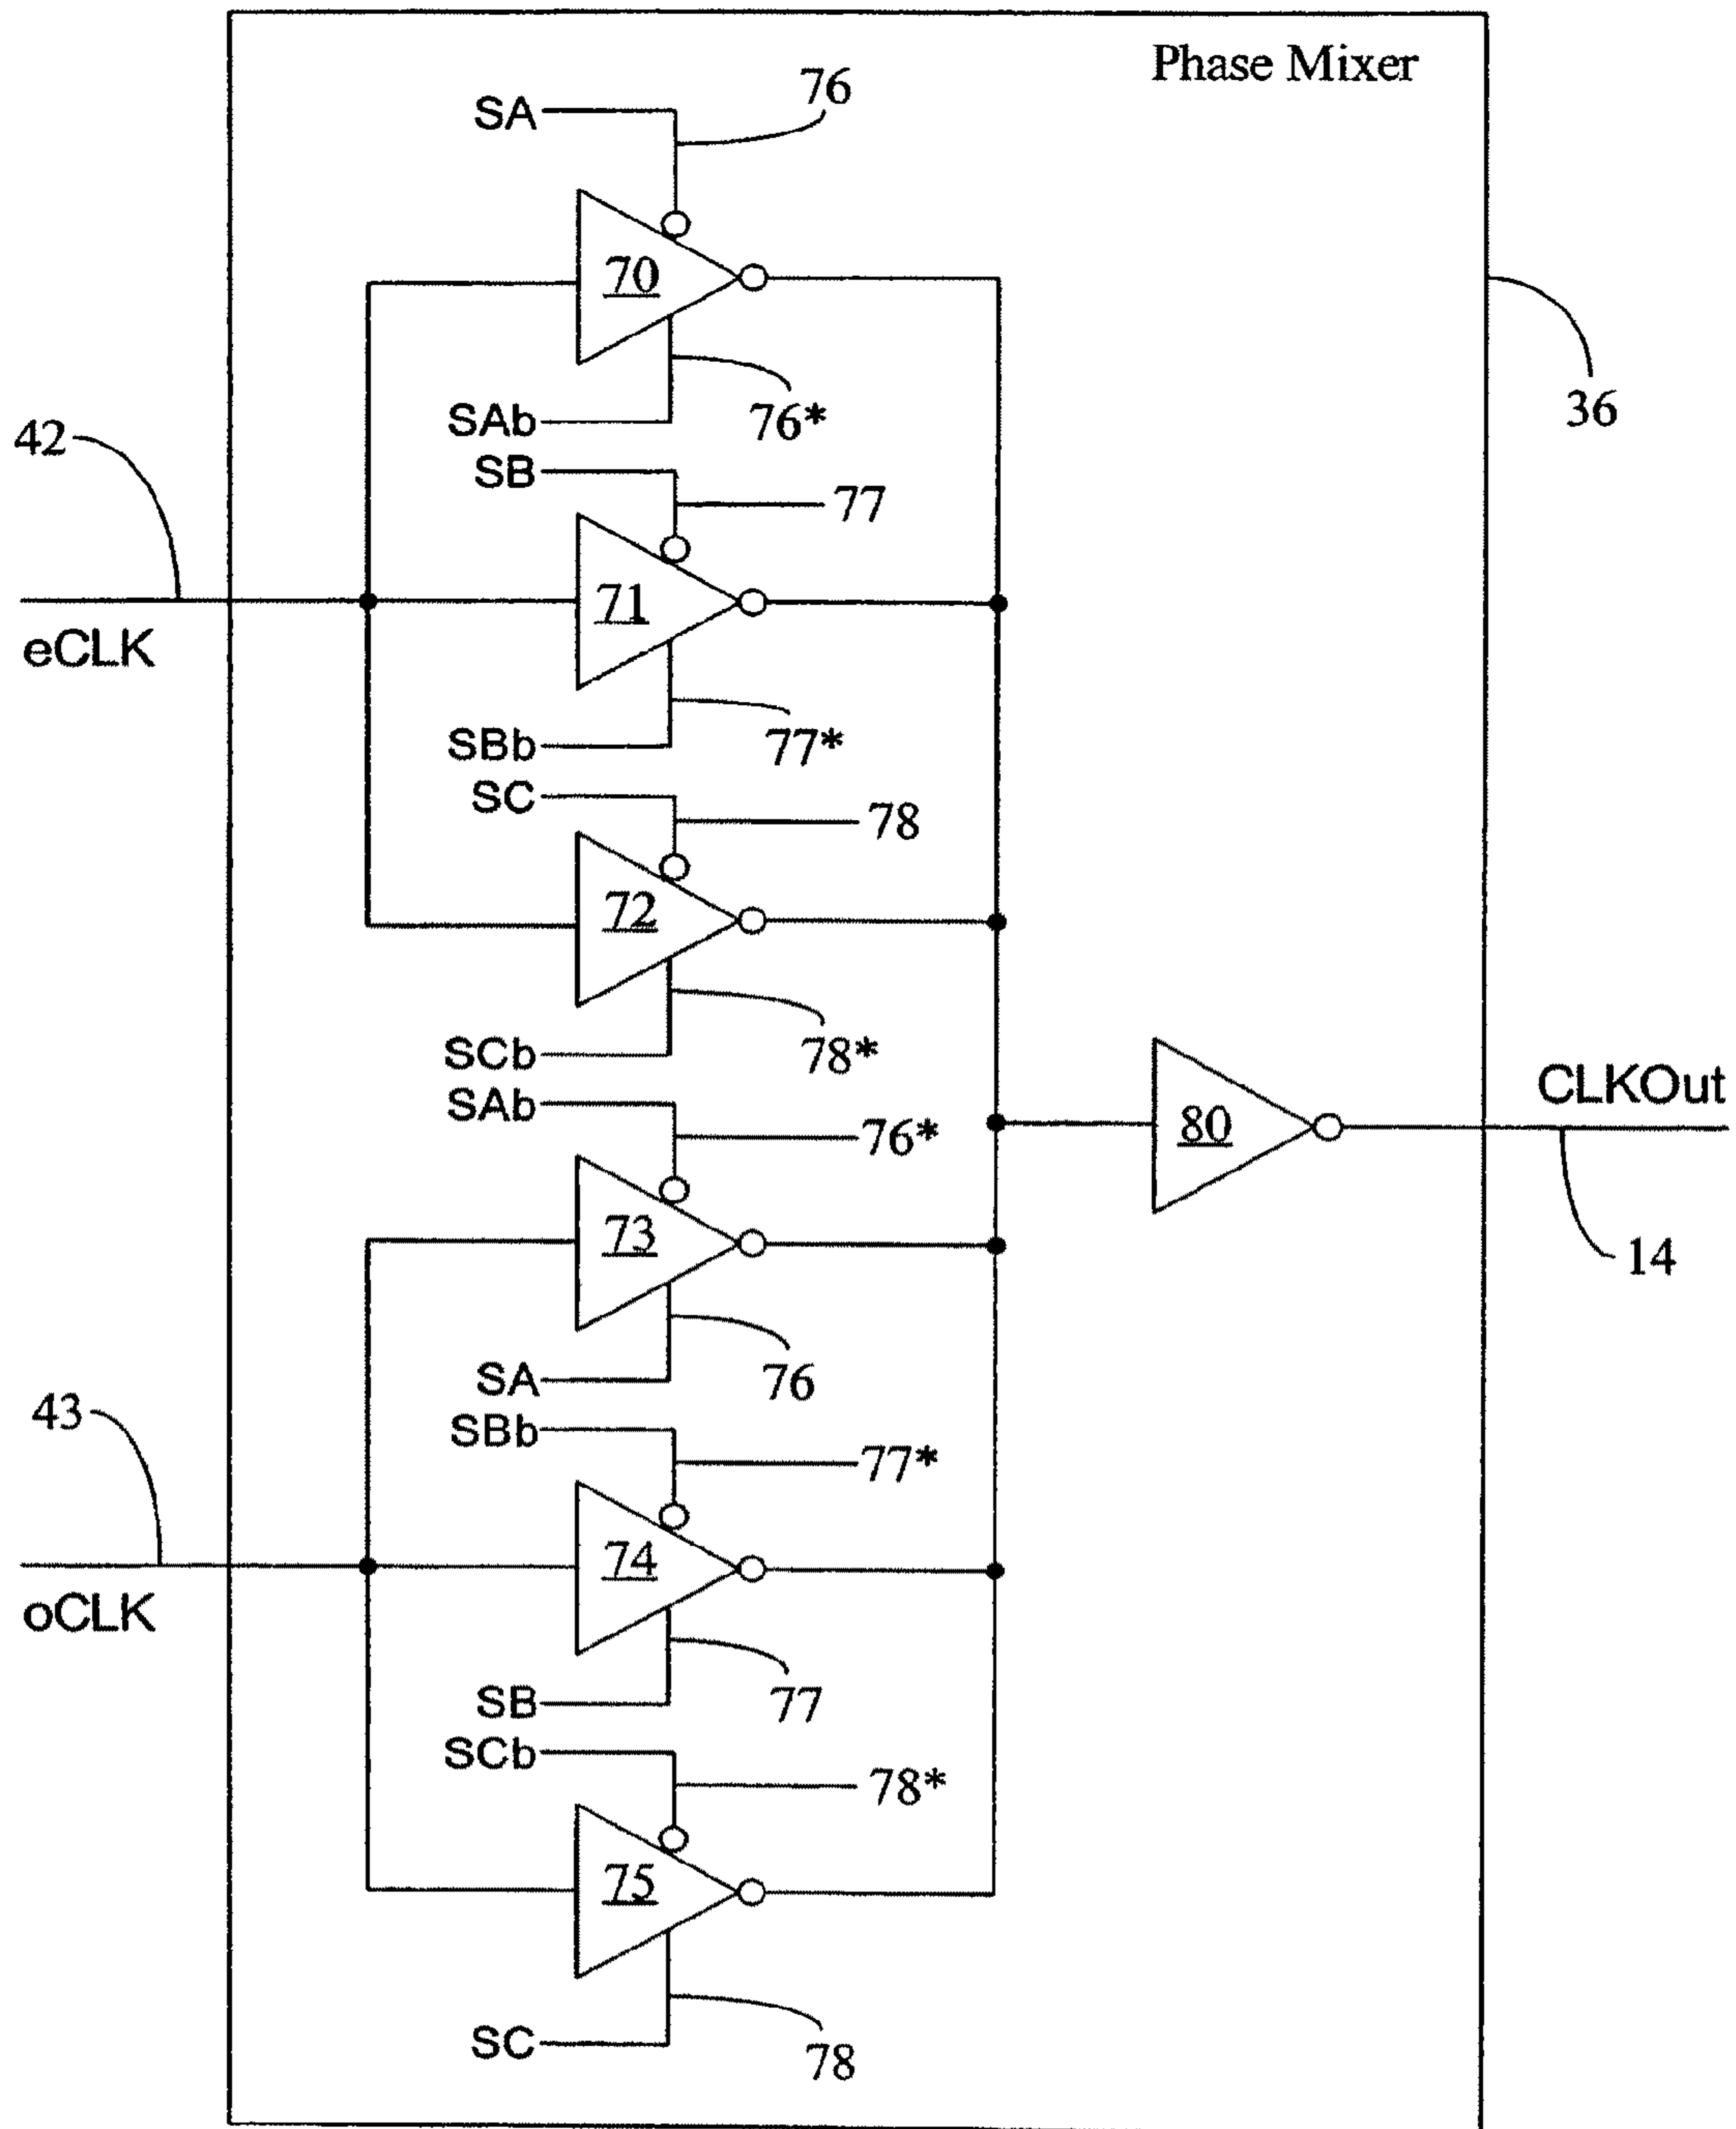 Phase Mixer
76
SA
70
36
SAb
76*
42
SB
77
71
eCLK
SBb
77*
SC
78
72
SCb
78*
SAb
76*
CLKOut
80
73
14
SA
76
43
SBb
77*
74
oCLK
SB
77
SCb
78*
75
SC
78